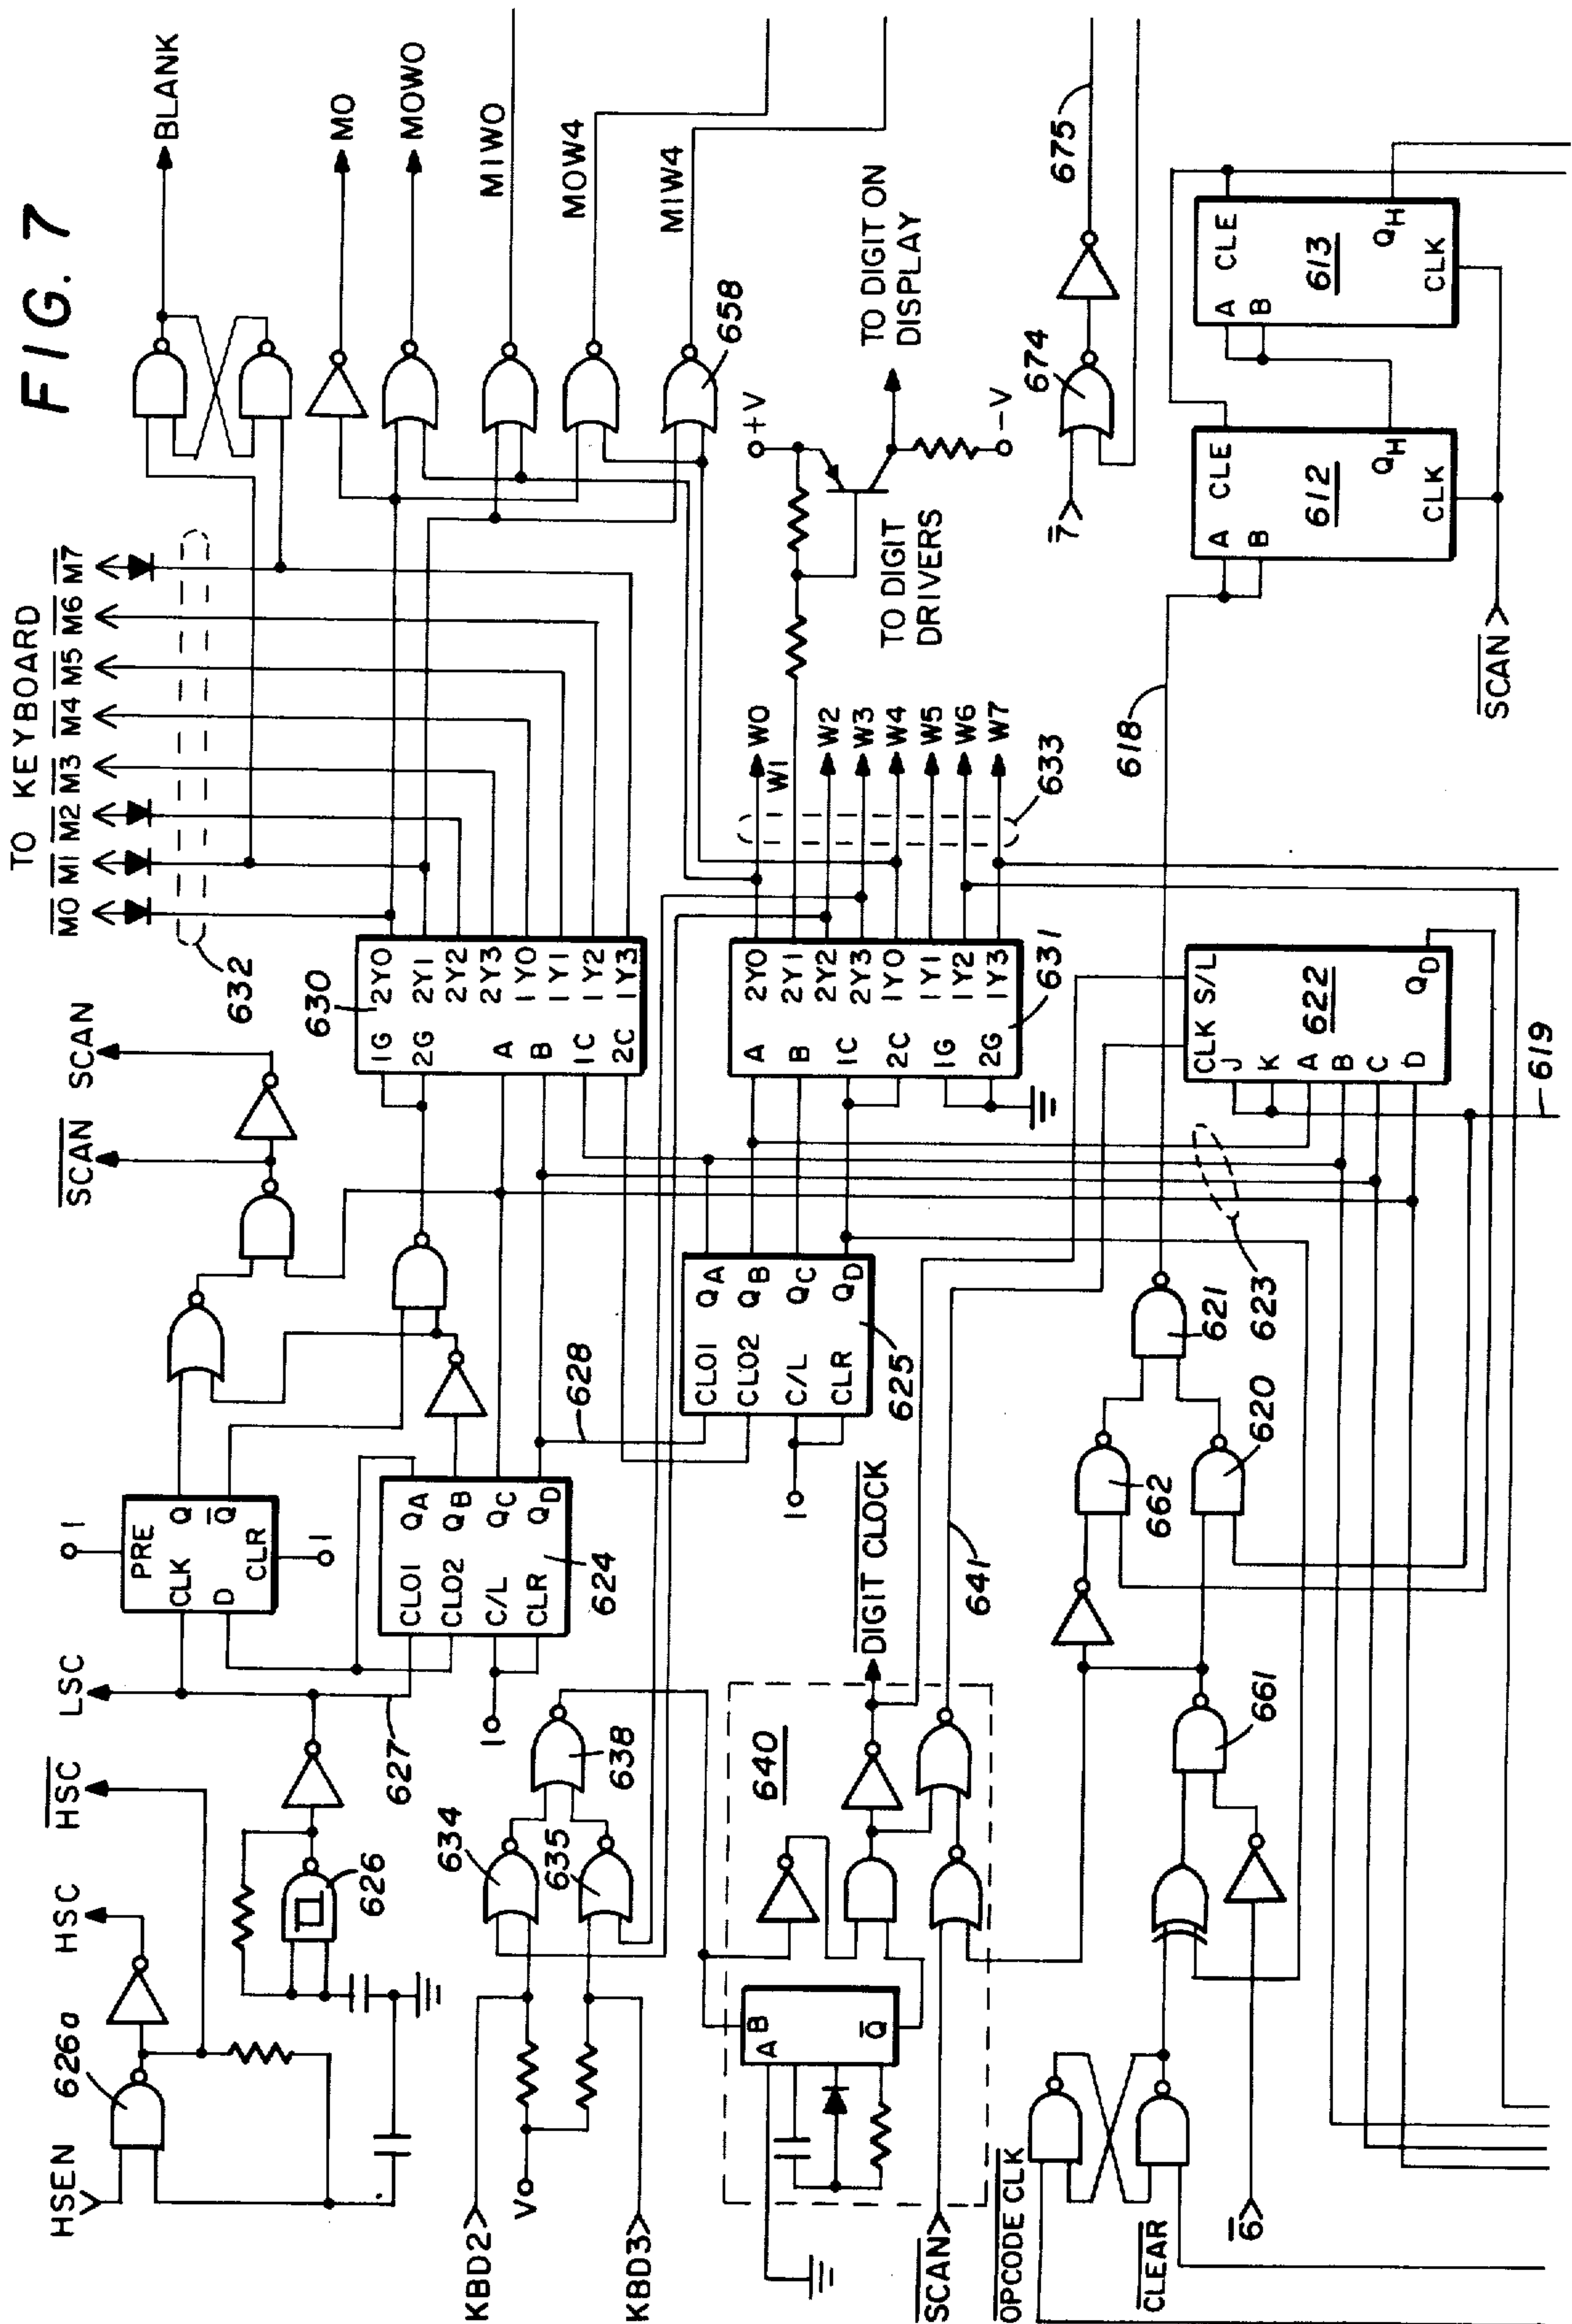 FIG. 7
TO KEYBOARD
M0 M1 M2 M3 M4 M5 M6 M7
632
BLANK
M0
M0W0
M1W0
M0W4
M1W4
658
HSEN
626a
HSC
HSC
LSC
626
627
1
PRE
CLK
D
CLR
Q
Q
1
SCAN
SCAN
CLO1
CLO2
C/L
CLR
QA
QB
QC
QD
624
1
628
630
1G
2G
A
B
1C
2C
2Y0
2Y1
2Y2
2Y3
1Y0
1Y1
1Y2
1Y3
KBD2
V
KBD3
634
635
638
CLO1
CLO2
C/L
CLR
QA
QB
QC
QD
625
1
631
A
B
1C
2C
1G
2G
2Y0
2Y1
2Y2
2Y3
1Y0
1Y1
1Y2
1Y3
W0
W1
W2
W3
W4
W5
W6
W7
633
+V
-V
TO DIGIT DRIVERS
TO DIGIT ON DISPLAY
640
A
B
Q
DIGIT CLOCK
641
SCAN
OPCODE CLK
CLEAR
6
661
662
620
621
623
618
CLK S/L
J
K
A
B
C
D
622
QD
619
7
674
675
A
B
CLE
612
QH
CLK
A
B
CLE
613
QH
CLK
SCAN